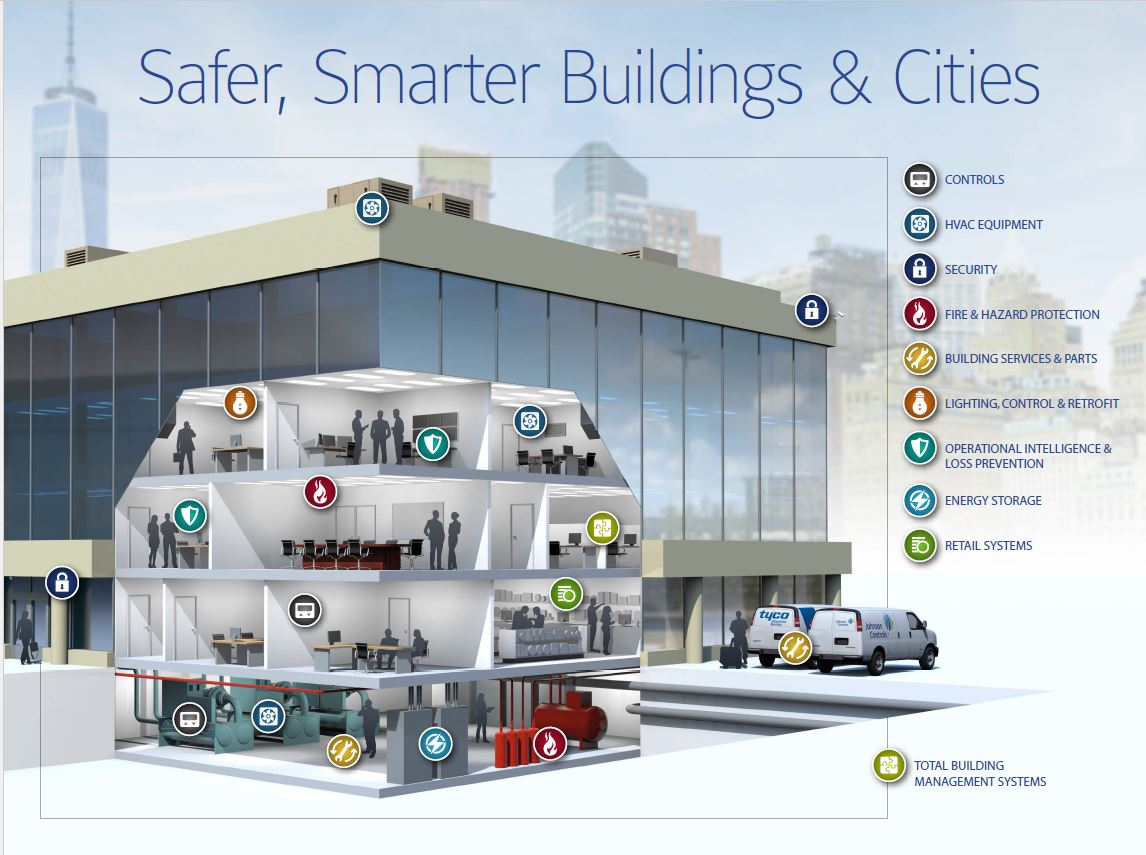 Safer, Smarter Buildings & Cities
CONTROLS
HVAC EQUIPMENT
SECURITY
FIRE & HAZARD PROTECTION
BUILDING SERVICES & PARTS
LIGHTING, CONTROL & RETROFIT
OPERATIONAL INTELLIGENCE &
LOSS PREVENTION
ENERGY STORAGE
RETAIL SYSTEMS
tyco
Johnson
Controls
TOTAL BUILDING
MANAGEMENT SYSTEMS